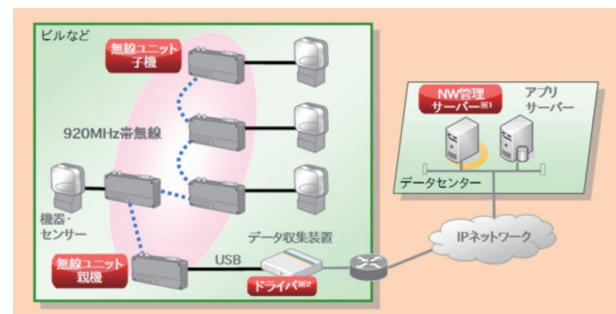 ビルなど
無線ユニット
子機
920MHz帯無線
機器・
センサー
無線ユニット
親機
USB
データ収集装置
ドライバ※2
NW管理
サーバー※1
アプリ
サーバー
データセンター
IPネットワーク